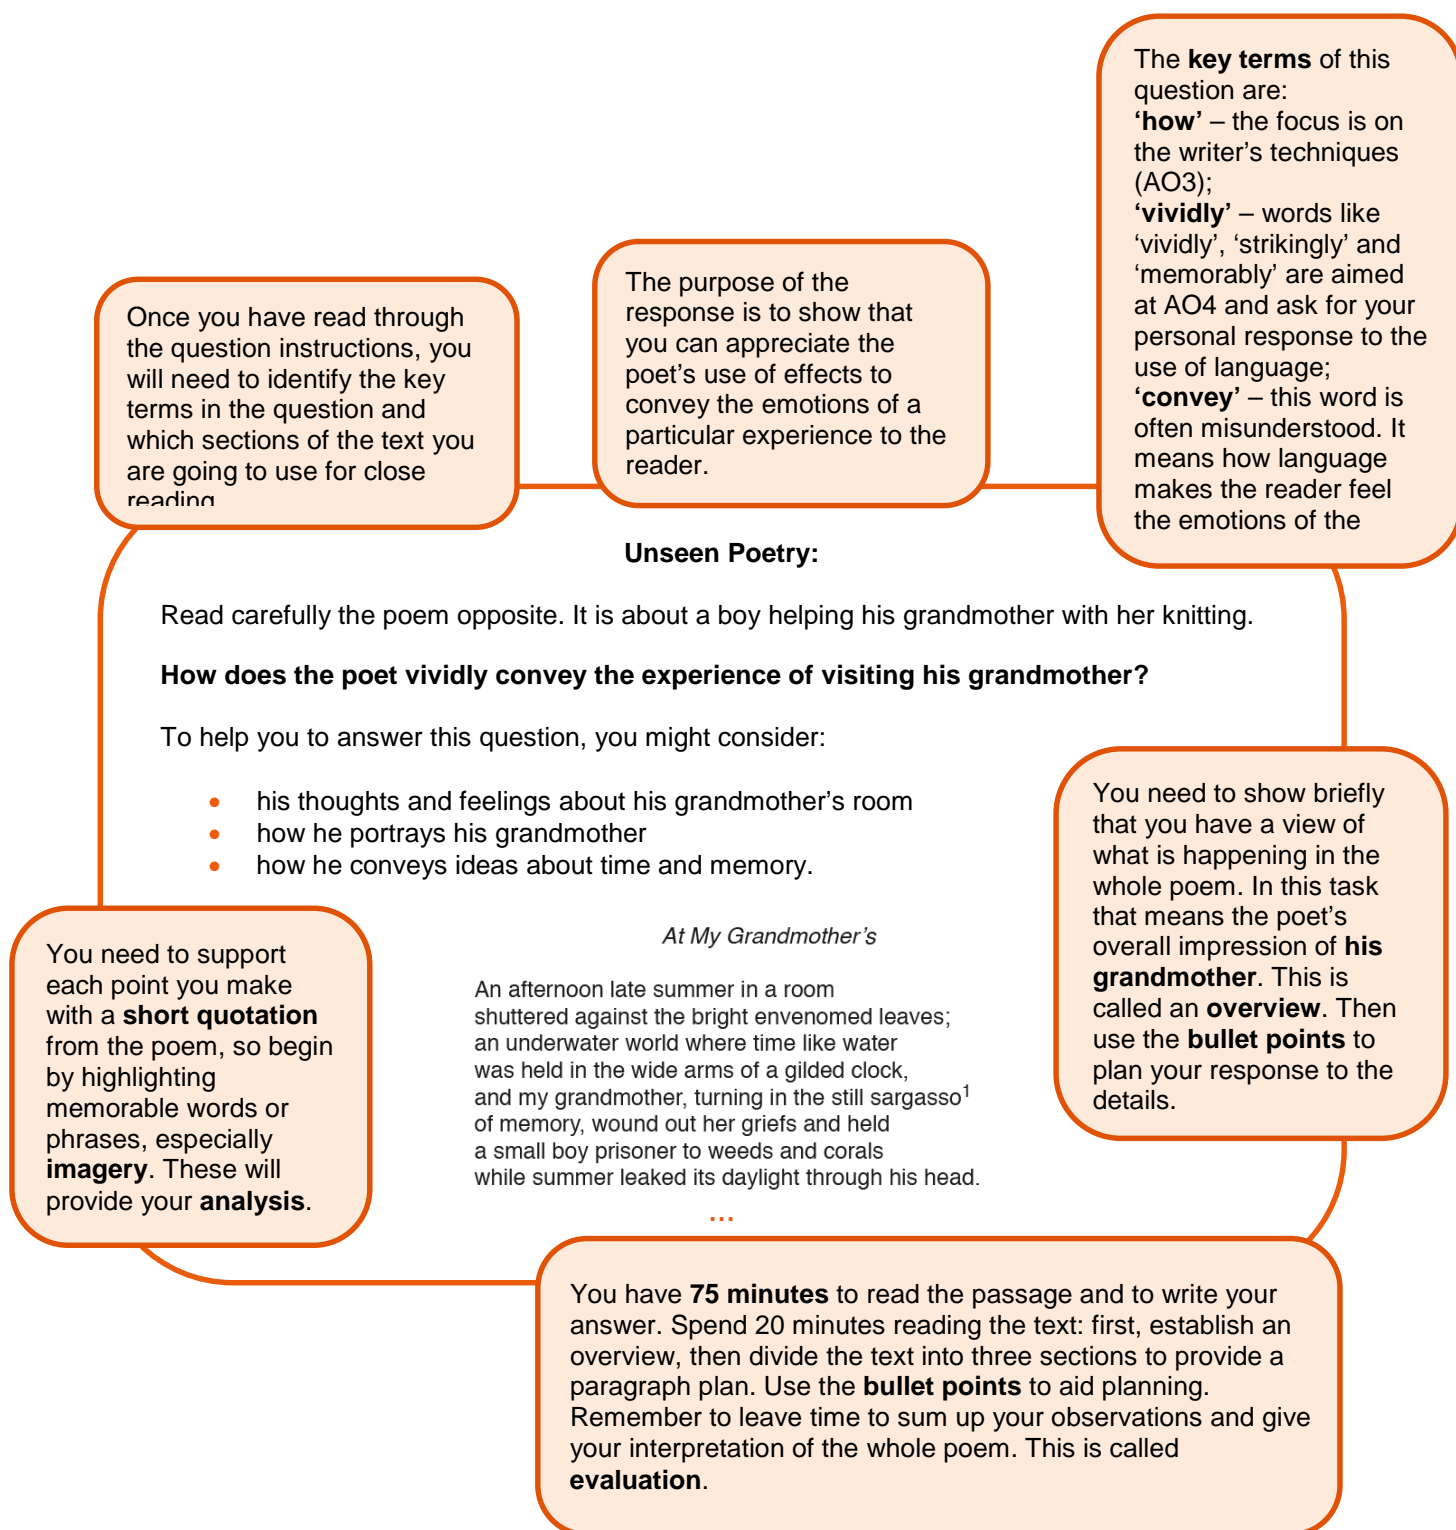 The key terms of this
question are:
‘how’ – the focus is on
the writer’s techniques
(AO3);
‘vividly’ – words like
‘vividly’, ‘strikingly’ and
‘memorably’ are aimed
at AO4 and ask for your
personal response to the
use of language;
‘convey’ – this word is
often misunderstood. It
means how language
makes the reader feel
the emotions of the
The purpose of the
response is to show that
you can appreciate the
poet’s use of effects to
convey the emotions of a
particular experience to the
reader.
Once you have read through
the question instructions, you
will need to identify the key
terms in the question and
which sections of the text you
are going to use for close
reading
Unseen Poetry:
Read carefully the poem opposite. It is about a boy helping his grandmother with her knitting.
How does the poet vividly convey the experience of visiting his grandmother?
To help you to answer this question, you might consider:
• his thoughts and feelings about his grandmother’s room
• how he portrays his grandmother
• how he conveys ideas about time and memory.
You need to show briefly
that you have a view of
what is happening in the
whole poem. In this task
that means the poet’s
overall impression of his
grandmother. This is
called an overview. Then
use the bullet points to
plan your response to the
details.
You need to support
each point you make
with a short quotation
from the poem, so begin
by highlighting
memorable words or
phrases, especially
imagery. These will
provide your analysis.
At My Grandmother’s
An afternoon late summer in a room
shuttered against the bright envenomed leaves;
an underwater world where time like water
was held in the wide arms of a gilded clock,
and my grandmother, turning in the still sargasso1
of memory, wound out her griefs and held
a small boy prisoner to weeds and corals
while summer leaked its daylight through his head.
...
You have 75 minutes to read the passage and to write your
answer. Spend 20 minutes reading the text: first, establish an
overview, then divide the text into three sections to provide a
paragraph plan. Use the bullet points to aid planning.
Remember to leave time to sum up your observations and give
your interpretation of the whole poem. This is called
evaluation.